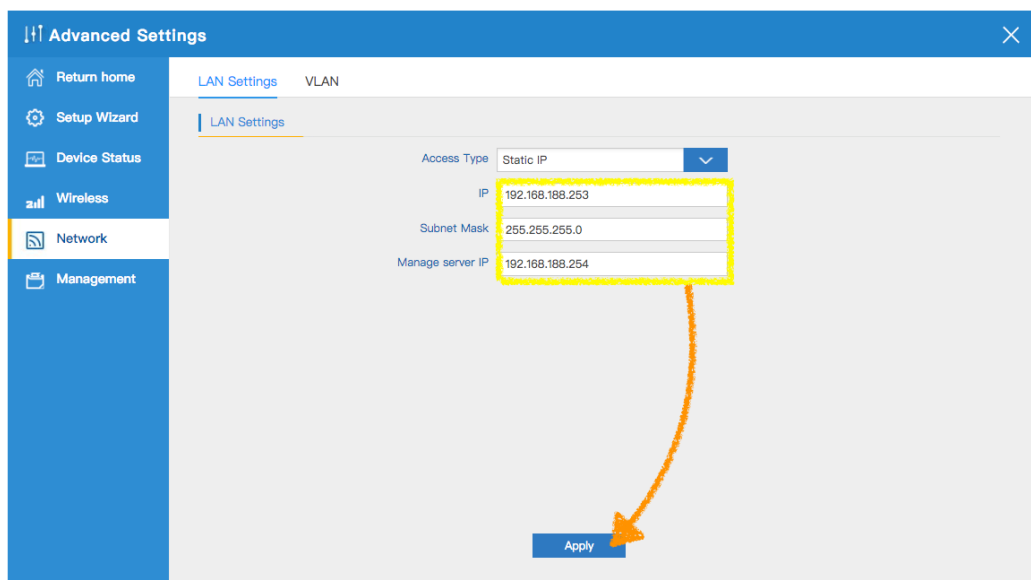 Advanced Settings
Return home
Setup Wizard
Device Status
Wireless
Network
Management
LAN Settings VLAN
LAN Settings
Access Type Static IP
IP 192.168.188.253
Subnet Mask 255.255.255.0
Manage server IP 192.168.188.254
Apply